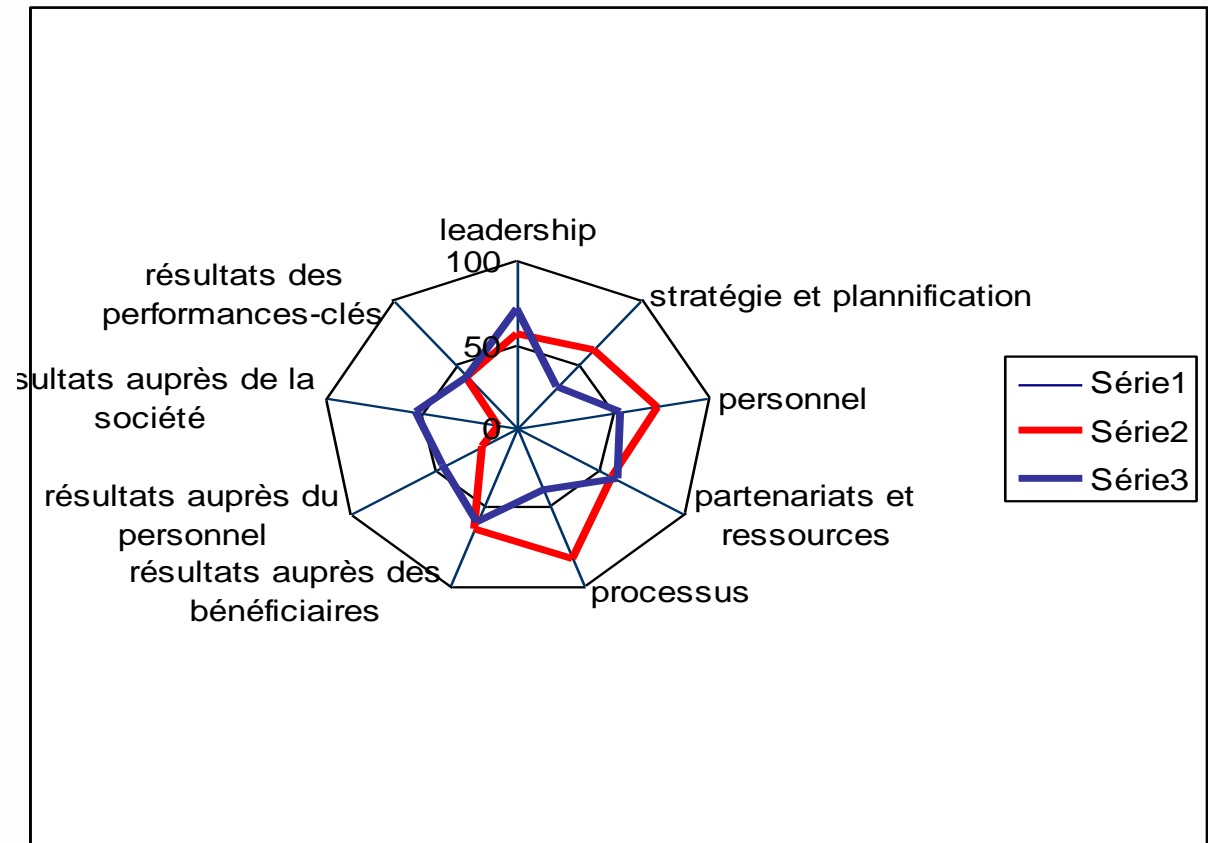 leadership
100
résultats des
performances-clés
stratégie et plannification
50
sultats auprès de la
société
personnel
0
résultats auprès du
personnel
partenariats et
ressources
résultats auprès des
bénéficiaires
processus
Série1
Série2
Série3